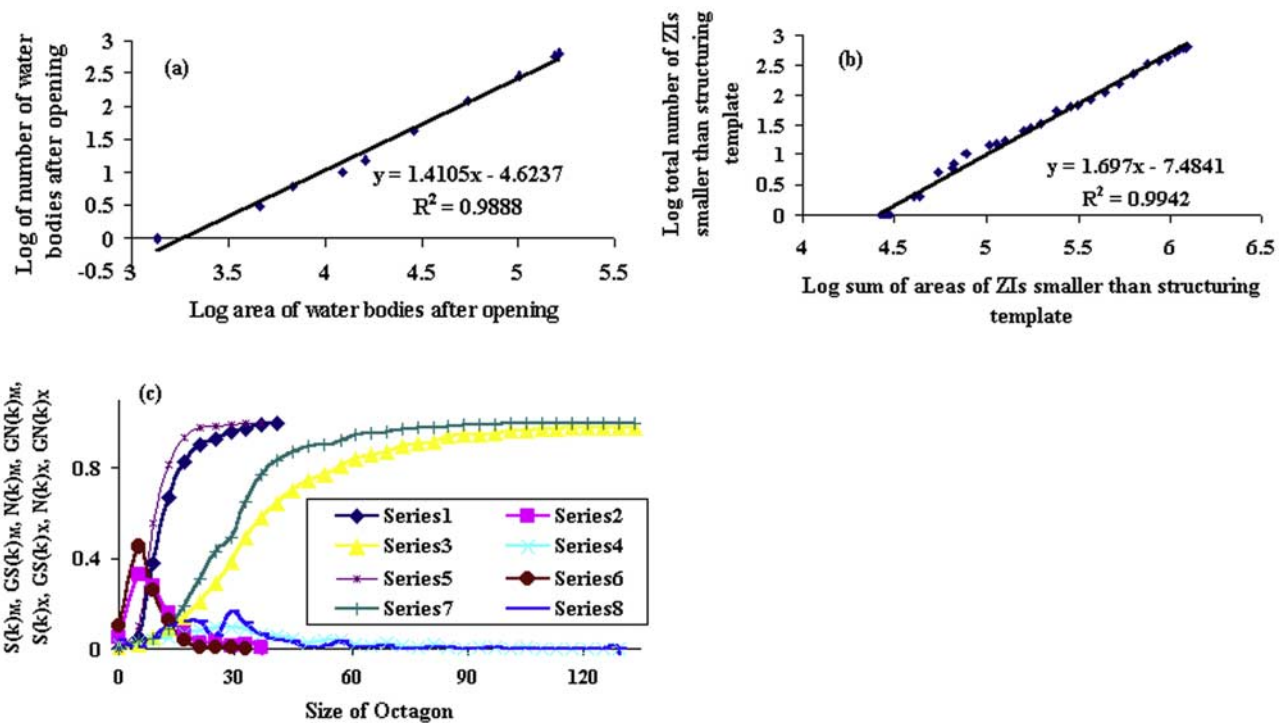 Log of number of water
bodies after opening
3
2.5
2
1.5
1
0.5
0
-0.5
(a)
y = 1.4105x - 4.6237
R² = 0.9888
3 3.5 4 4.5 5 5.5
Log area of water bodies after opening
Log total number of ZIs
smaller than structuring
template
3
2.5
2
1.5
1
0.5
0
(b)
y = 1.697x - 7.4841
R² = 0.9942
4 4.5 5 5.5 6 6.5
Log sum of areas of ZIs smaller than structuring
template
S(k)M, GS(k)M, N(k)M, GN(k)M,
S(k)X, GS(k)X, N(k)X, GN(k)X
(c)
0.8
0.4
0
Series1 Series2
Series3 Series4
Series5 Series6
Series7 Series8
0 30 60 90 120
Size of Octagon